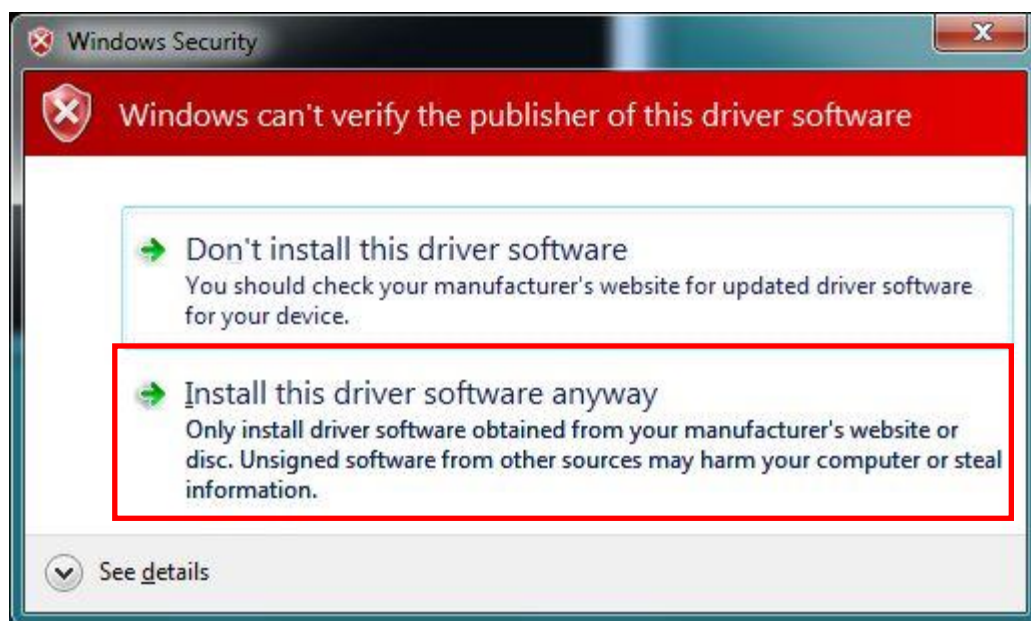 Windows Security
Windows can't verify the publisher of this driver software
Don't install this driver software
You should check your manufacturer's website for updated driver software
for your device.
Install this driver software anyway
Only install driver software obtained from your manufacturer's website or
disc. Unsigned software from other sources may harm your computer or steal
information.
See details